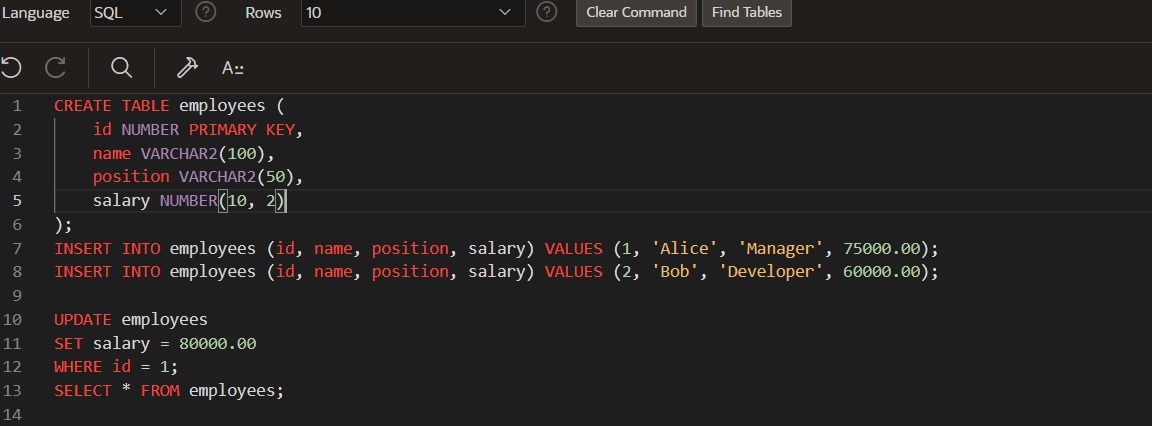 Language SQL Rows 10 Clear Command Find Tables
A::
1 CREATE TABLE employees (
2 id NUMBER PRIMARY KEY,
3 name VARCHAR2(100),
4 position VARCHAR2(50),
5 salary NUMBER(10, 2)
6 );
7 INSERT INTO employees (id, name, position, salary) VALUES (1, 'Alice', 'Manager', 75000.00);
8 INSERT INTO employees (id, name, position, salary) VALUES (2, 'Bob', 'Developer', 60000.00);
9
10 UPDATE employees
11 SET salary = 80000.00
12 WHERE id = 1;
13 SELECT * FROM employees;
14